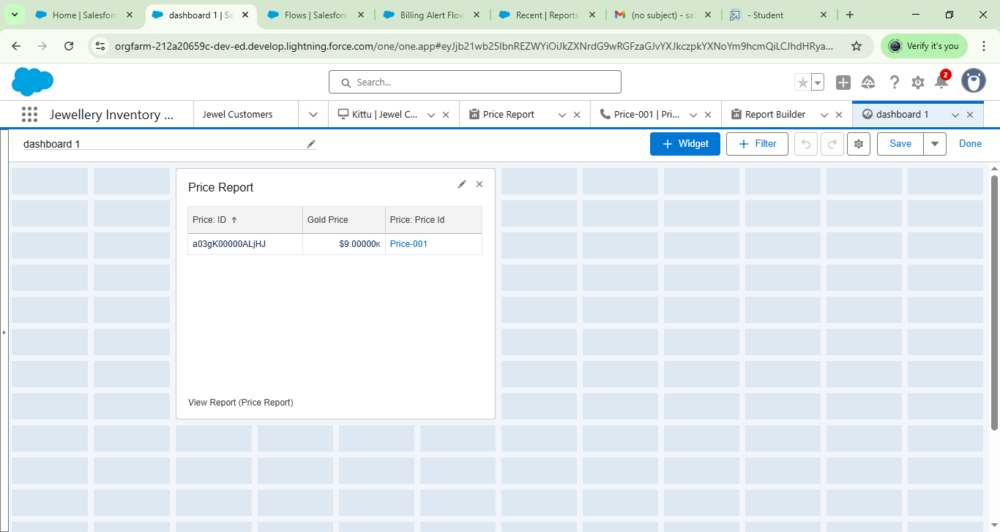 Home | Salesforc
dashboard 1 | Sa
Flows | Salesforc
Billing Alert Flow
Recent | Reports
(no subject) - sa
- Student
orgfarm-212a20659c-dev-ed.develop.lightning.force.com/one/one.app#eyJjb21wb25lbnREZWYiOiJkZXNrdG9wRGFzaGJvYXJkczpkYXNoYm9hcmQiLCJhdHRya...
Verify it's you
Search...
2
Jewellery Inventory ...
Jewel Customers
Kittu | Jewel C...
Price Report
Price-001 | Pri...
Report Builder
dashboard 1
dashboard 1
+ Widget
+ Filter
Save
Done
Price Report
Price: ID ↑
Gold Price
Price: Price Id
a03gK00000ALjHJ
$9.00000K
Price-001
View Report (Price Report)